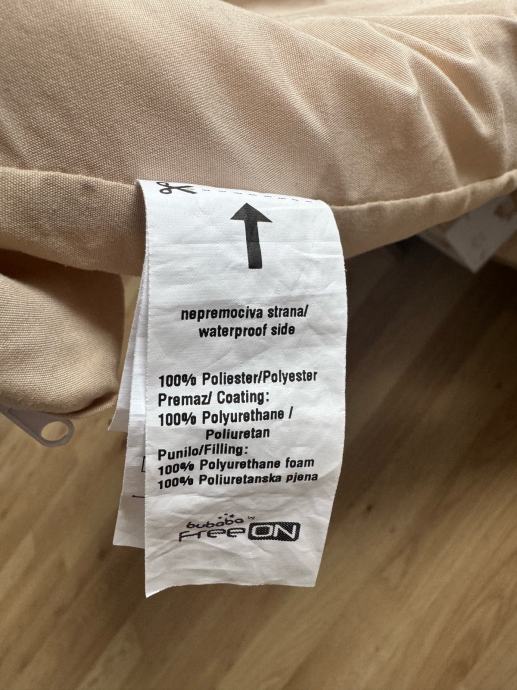 nepremociva strana/
waterproof side
100% Poliester/Polyester
Premaz/ Coating:
100% Polyurethane /
Poliuretan
Punilo/Filling:
100% Polyurethane foam
100% Poliuretanska pjena
bubaba by
FreeON